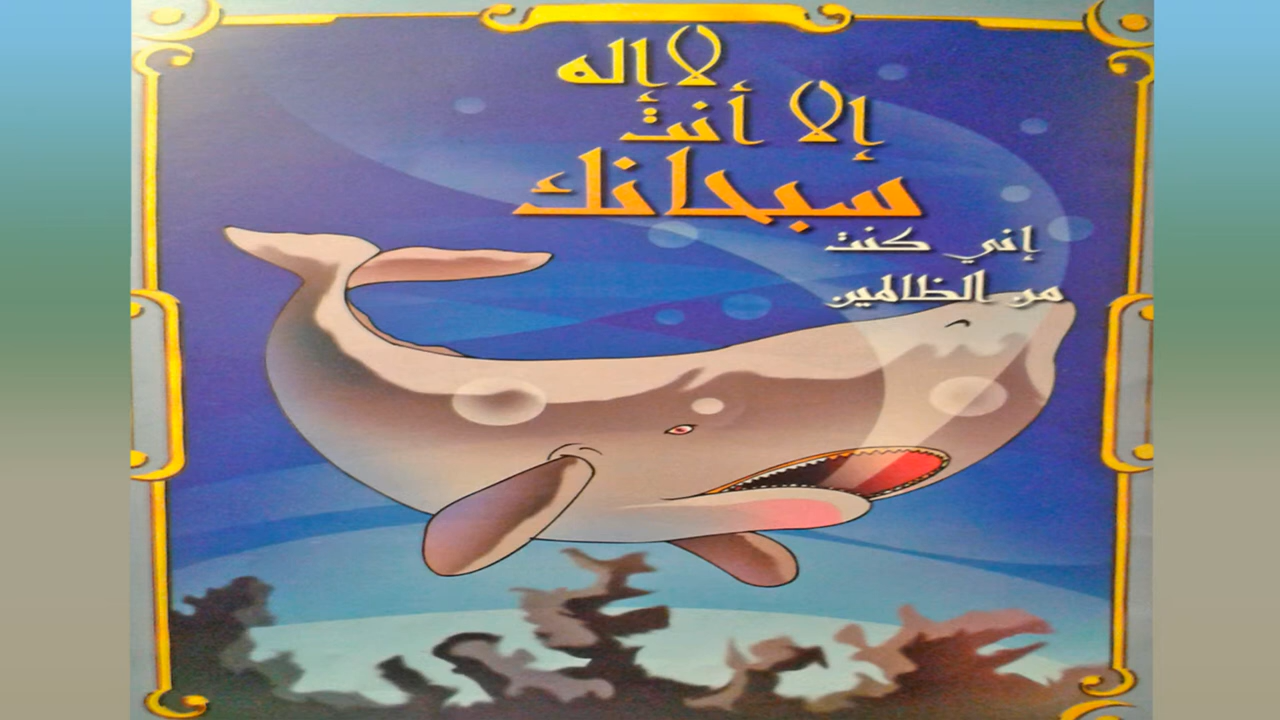 لا إله
إلا أنت
سبحانك
إني كنت
من الظالمين